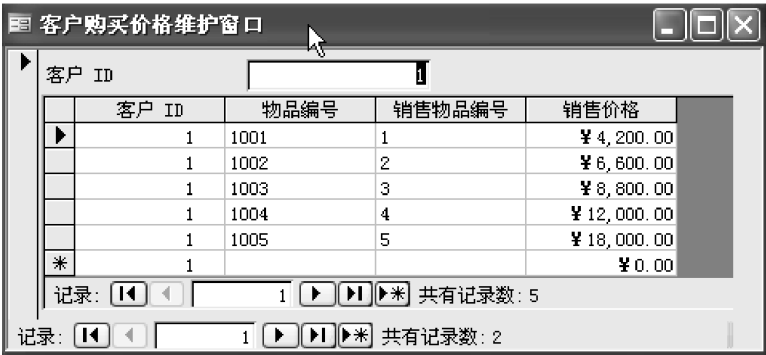 客户购买价格维护窗口
客户 ID 1
客户 ID 物品编号 销售物品编号 销售价格
1 1001 1 ¥4,200.00
1 1002 2 ¥6,600.00
1 1003 3 ¥8,800.00
1 1004 4 ¥12,000.00
1 1005 5 ¥18,000.00
1 ¥0.00
记录: 1 共有记录数: 5
记录: 1 共有记录数: 2